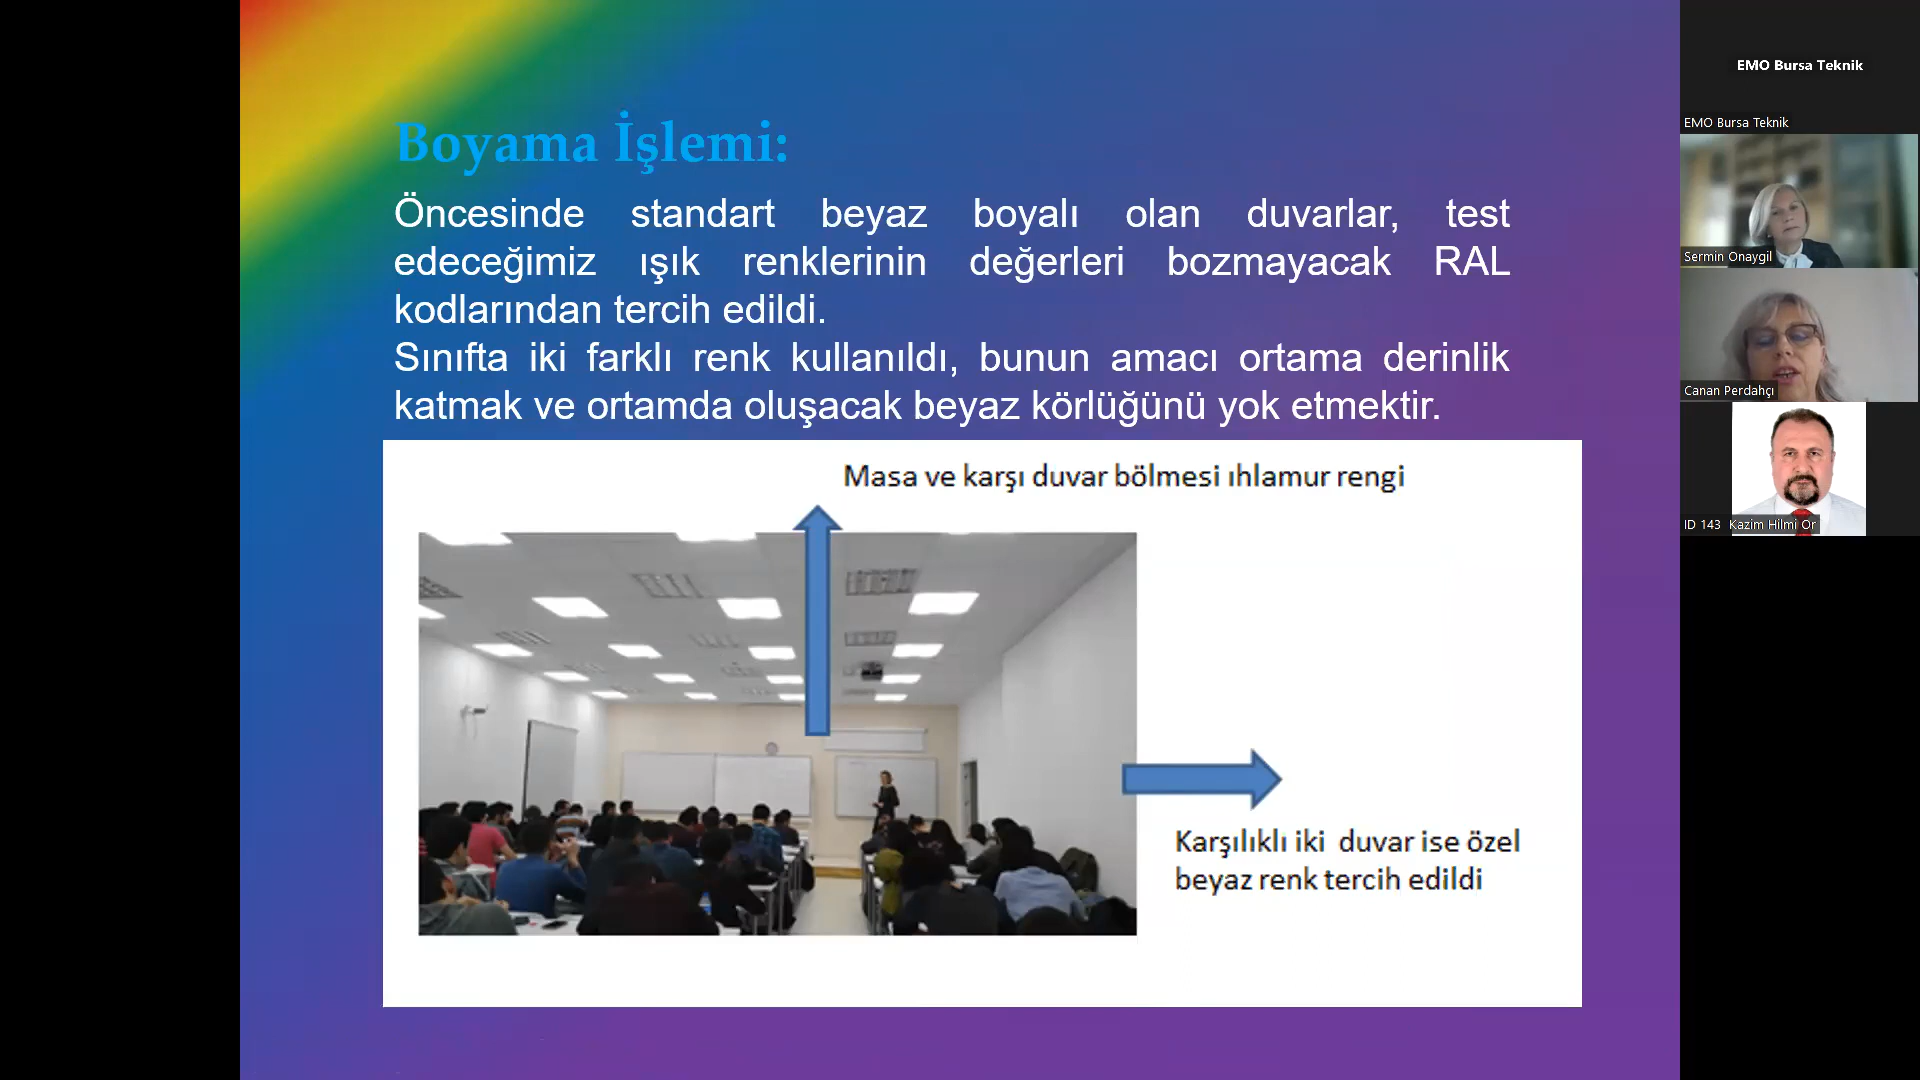 Boyama İşlemi:
Öncesinde standart beyaz boyalı olan duvarlar, test
edeceğimiz ışık renklerinin değerleri bozmayacak RAL
kodlarından tercih edildi.
Sınıfta iki farklı renk kullanıldı, bunun amacı ortama derinlik
katmak ve ortamda oluşacak beyaz körlüğünü yok etmektir.
Masa ve karşı duvar bölmesi ıhlamur rengi
Karşılıklı iki duvar ise özel
beyaz renk tercih edildi
EMO Bursa Teknik
EMO Bursa Teknik
Sermin Onaygil
Canan Perdahçı
ID 143 Kazim Hilmi Or